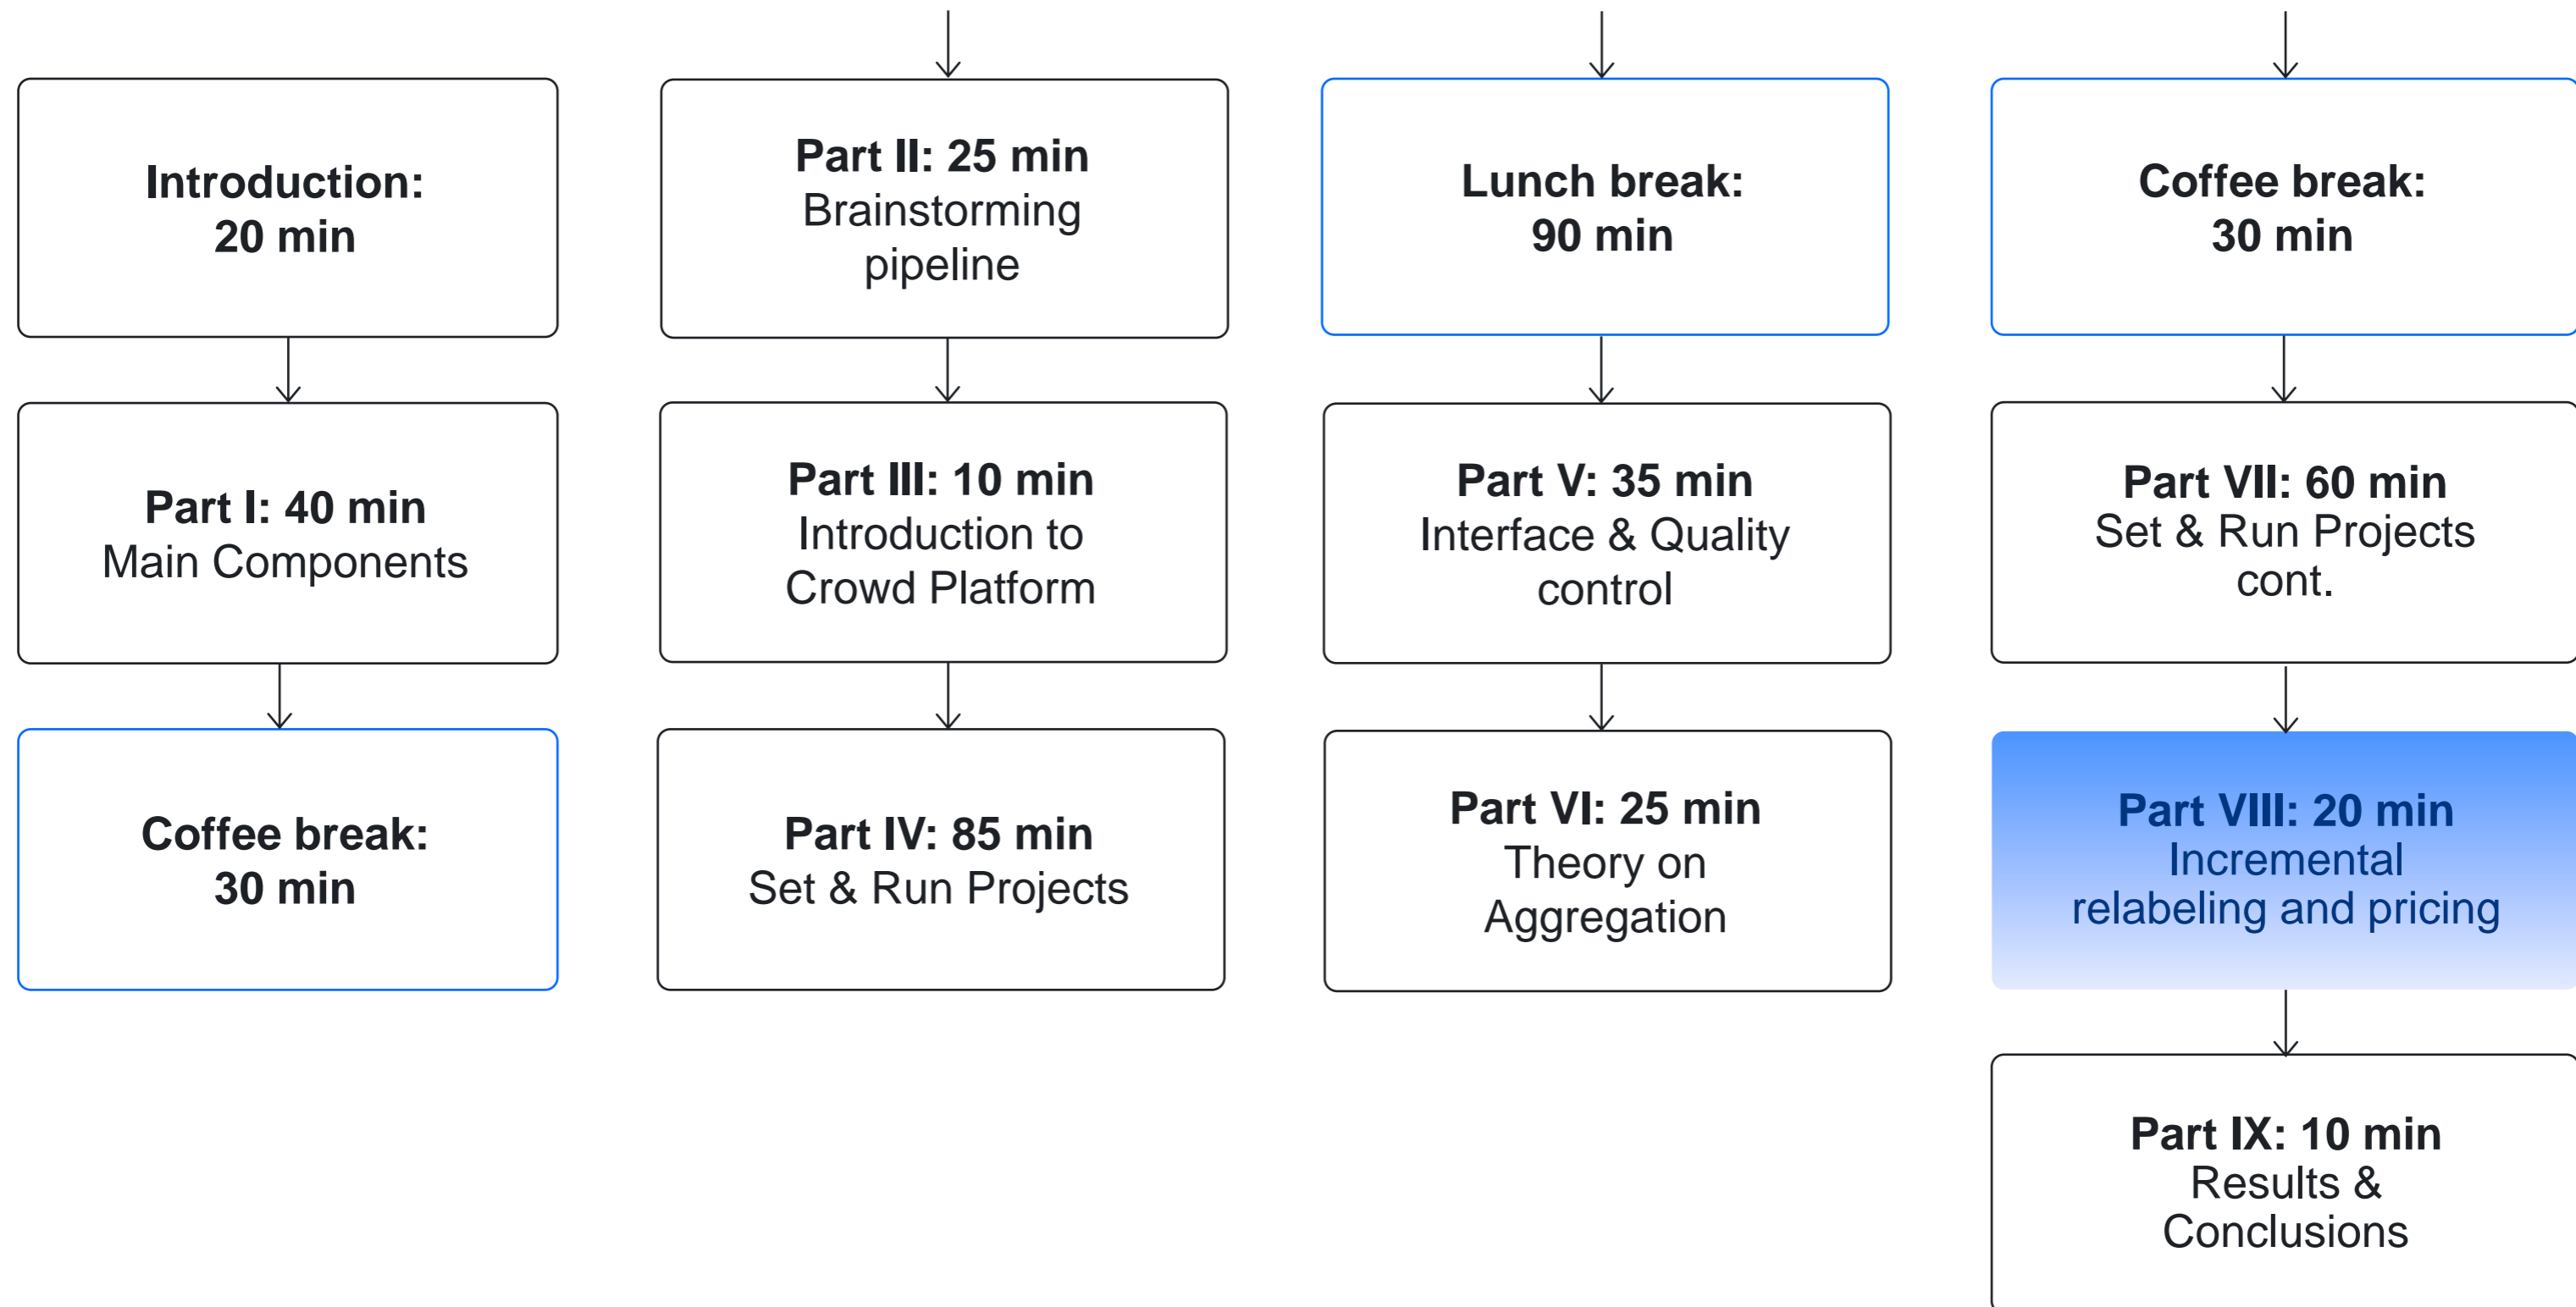 Introduction:
20 min
Part I: 40 min
Main Components
Coffee break:
30 min
Part II: 25 min
Brainstorming
pipeline
Part III: 10 min
Introduction to
Crowd Platform
Part IV: 85 min
Set & Run Projects
Lunch break:
90 min
Part V: 35 min
Interface & Quality
control
Part VI: 25 min
Theory on
Aggregation
Coffee break:
30 min
Part VII: 60 min
Set & Run Projects
cont.
Part VIII: 20 min
Incremental
relabeling and pricing
Part IX: 10 min
Results &
Conclusions